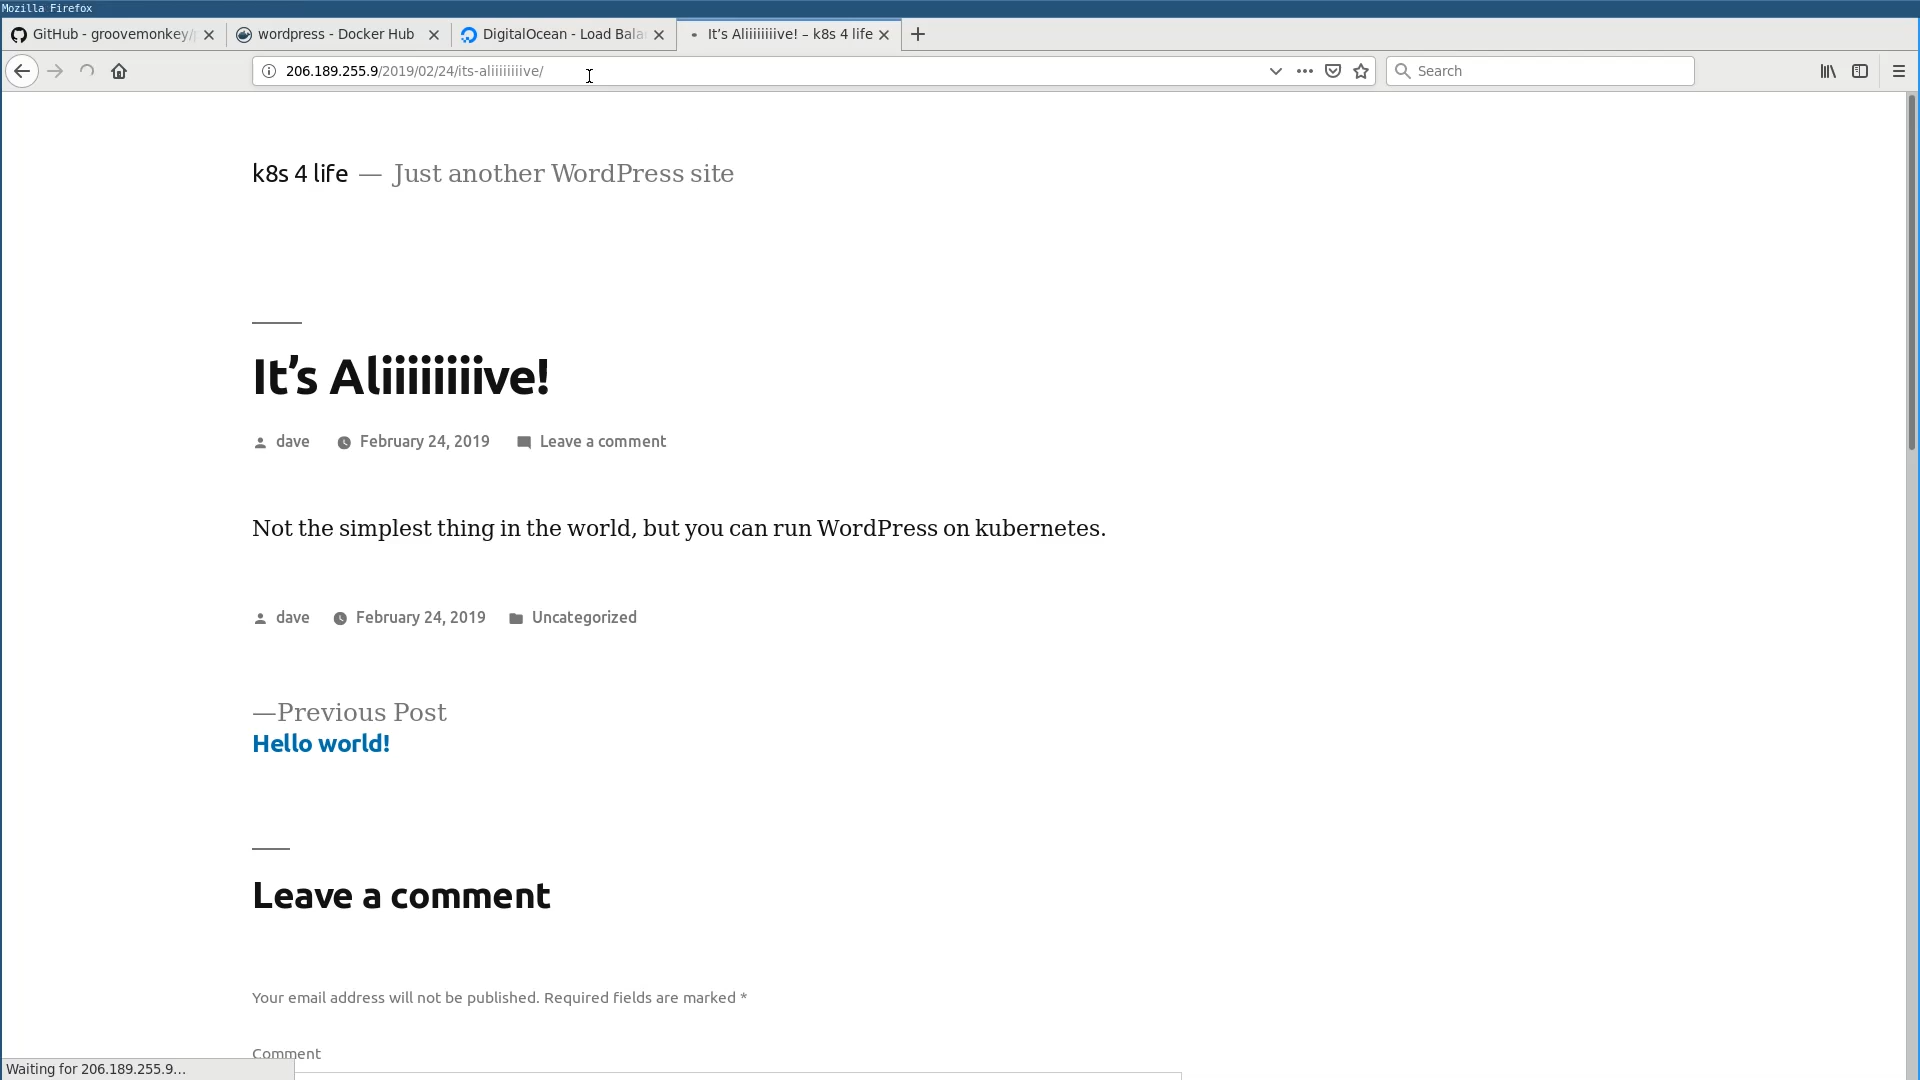 Mozilla Firefox
GitHub - groovemonkey/
wordpress - Docker Hub
DigitalOcean - Load Bala
It’s Aliiiiiiiive! – k8s 4 life
206.189.255.9/2019/02/24/its-aliiiiiiiive/
Search
k8s 4 life — Just another WordPress site
It’s Aliiiiiiiive!
dave February 24, 2019 Leave a comment
Not the simplest thing in the world, but you can run WordPress on kubernetes.
dave February 24, 2019 Uncategorized
—Previous Post
Hello world!
Leave a comment
Your email address will not be published. Required fields are marked *
Comment
Waiting for 206.189.255.9...